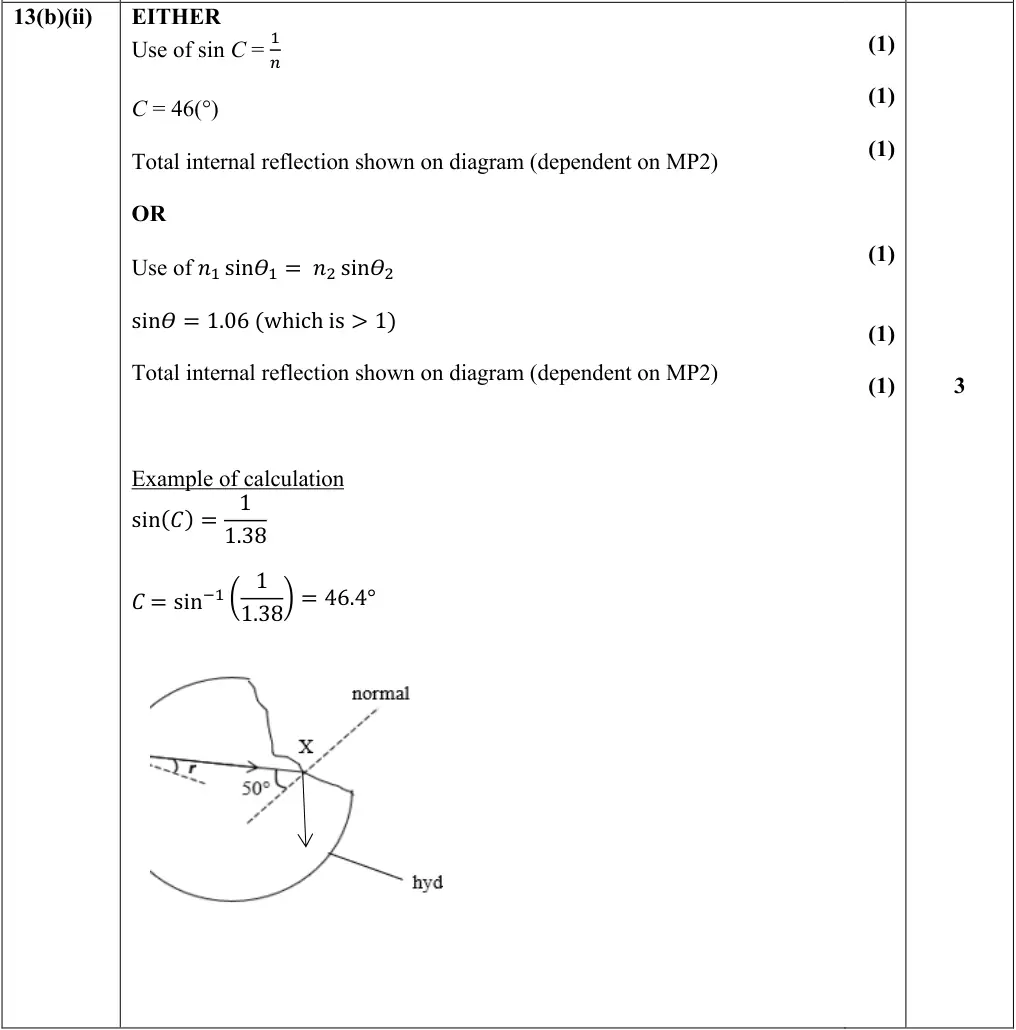 13(b)(ii) EITHER
Use of sin C = 1/n (1)
C = 46(°) (1)
Total internal reflection shown on diagram (dependent on MP2) (1)
OR
Use of n₁ sinθ₁ = n₂ sinθ₂ (1)
sinθ = 1.06 (which is > 1) (1)
Total internal reflection shown on diagram (dependent on MP2) (1) 3
Example of calculation
sin(C) = 1/1.38
C = sin⁻¹(1/1.38) = 46.4°
normal
X
r
50°
hyd